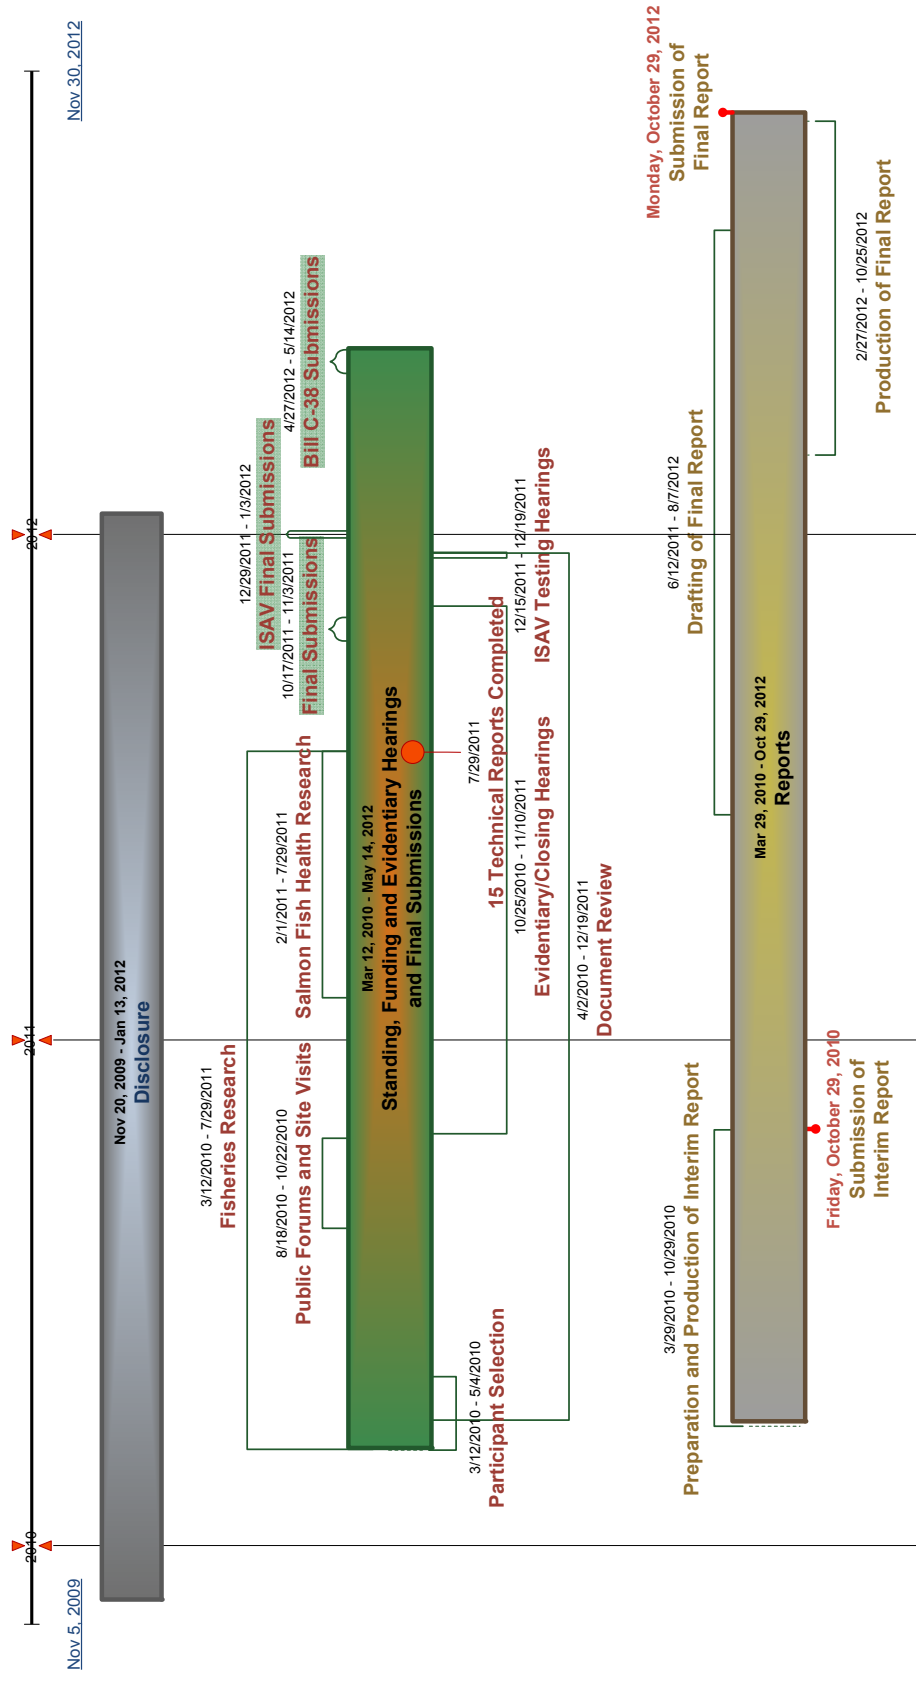 2010
2011
2012
Nov 5, 2009
Nov 30, 2012
Nov 20, 2009 - Jan 13, 2012
Disclosure
3/12/2010 - 7/29/2011
Fisheries Research
8/18/2010 - 10/22/2010
Public Forums and Site Visits
2/1/2011 - 7/29/2011
Salmon Fish Health Research
12/29/2011 - 1/3/2012
ISAV Final Submissions
10/17/2011 - 11/3/2011
Final Submissions
4/27/2012 - 5/14/2012
Bill C-38 Submissions
Mar 12, 2010 - May 14, 2012
Standing, Funding and Evidentiary Hearings
and Final Submissions
3/12/2010 - 5/4/2010
Participant Selection
7/29/2011
15 Technical Reports Completed
10/25/2010 - 11/10/2011
Evidentiary/Closing Hearings
12/15/2011 - 12/19/2011
ISAV Testing Hearings
4/2/2010 - 12/19/2011
Document Review
Monday, October 29, 2012
Submission of
Final Report
3/29/2010 - 10/29/2010
Preparation and Production of Interim Report
6/12/2011 - 8/7/2012
Drafting of Final Report
Mar 29, 2010 - Oct 29, 2012
Reports
Friday, October 29, 2010
Submission of
Interim Report
2/27/2012 - 10/25/2012
Production of Final Report